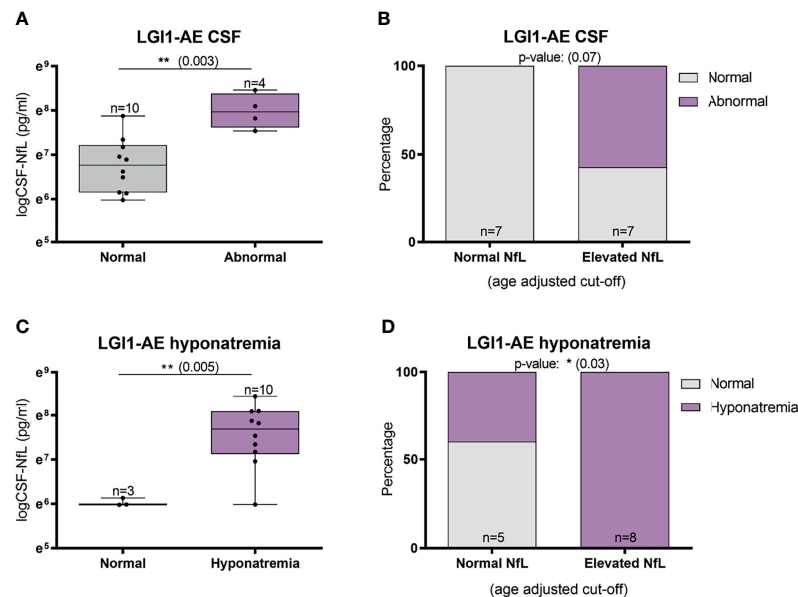 A
LGI1-AE CSF
** (0.003)
n=10
n=4
logCSF-NfL (pg/ml)
e⁹
e⁸
e⁷
e⁶
e⁵
Normal
Abnormal
B
LGI1-AE CSF
p-value: (0.07)
Percentage
100
50
0
n=7
n=7
Normal NfL
Elevated NfL
(age adjusted cut-off)
Normal
Abnormal
C
LGI1-AE hyponatremia
** (0.005)
n=3
n=10
logCSF-NfL (pg/ml)
e⁹
e⁸
e⁷
e⁶
e⁵
Normal
Hyponatremia
D
LGI1-AE hyponatremia
p-value: * (0.03)
Percentage
100
50
0
n=5
n=8
Normal NfL
Elevated NfL
(age adjusted cut-off)
Normal
Hyponatremia